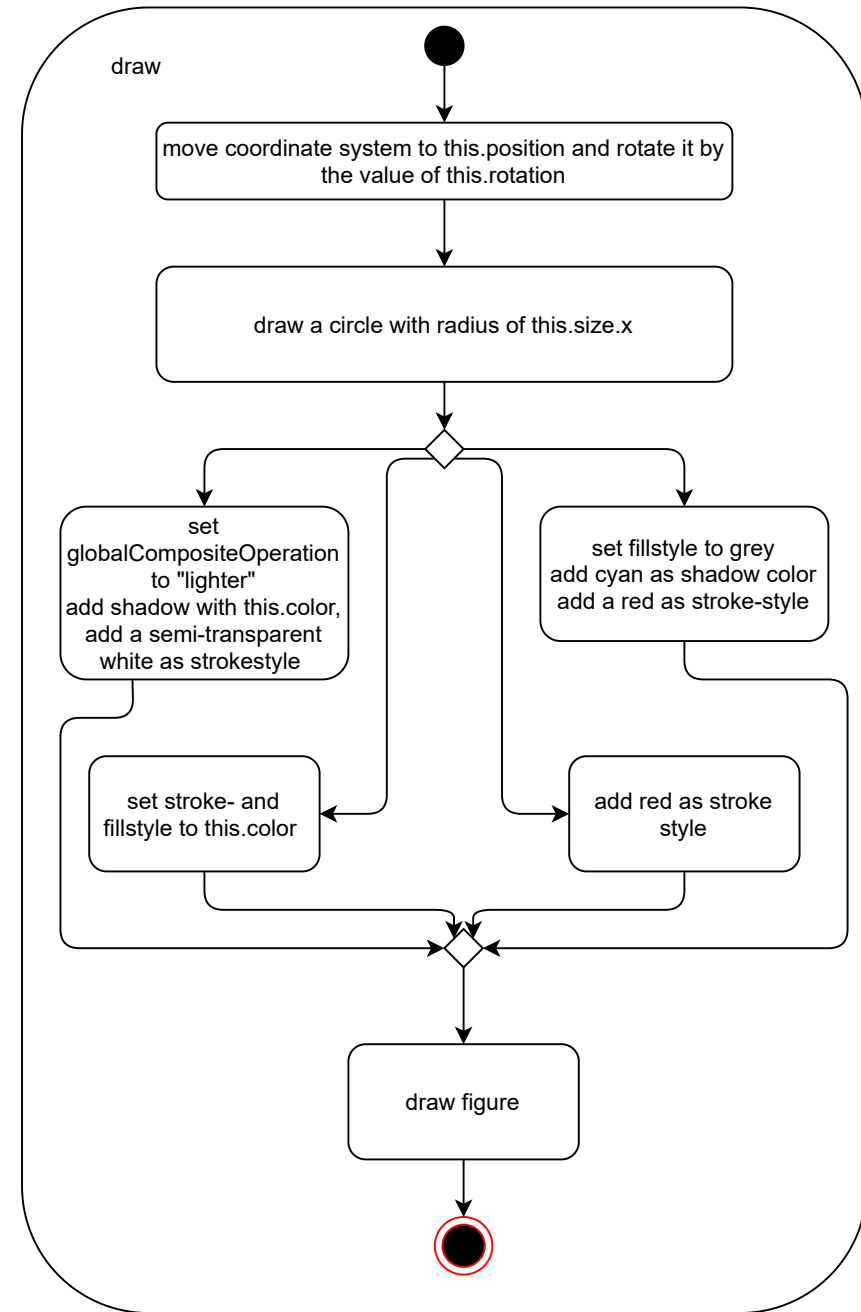 draw
move coordinate system to this.position and rotate it by
the value of this.rotation
draw a circle with radius of this.size.x
set
globalCompositeOperation
to "lighter"
add shadow with this.color,
add a semi-transparent
white as strokestyle
set fillstyle to grey
add cyan as shadow color
add a red as stroke-style
set stroke- and
fillstyle to this.color
add red as stroke
style
draw figure